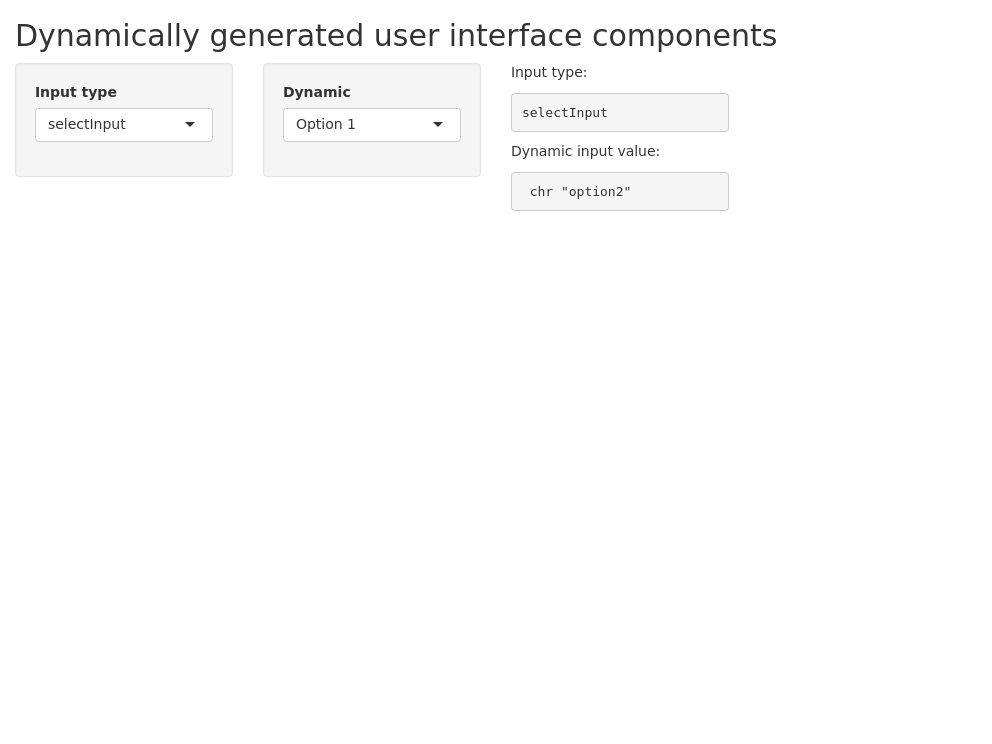 Dynamically generated user interface components
Input type
selectInput
Dynamic
Option 1
Input type:
selectInput
Dynamic input value:
chr "option2"